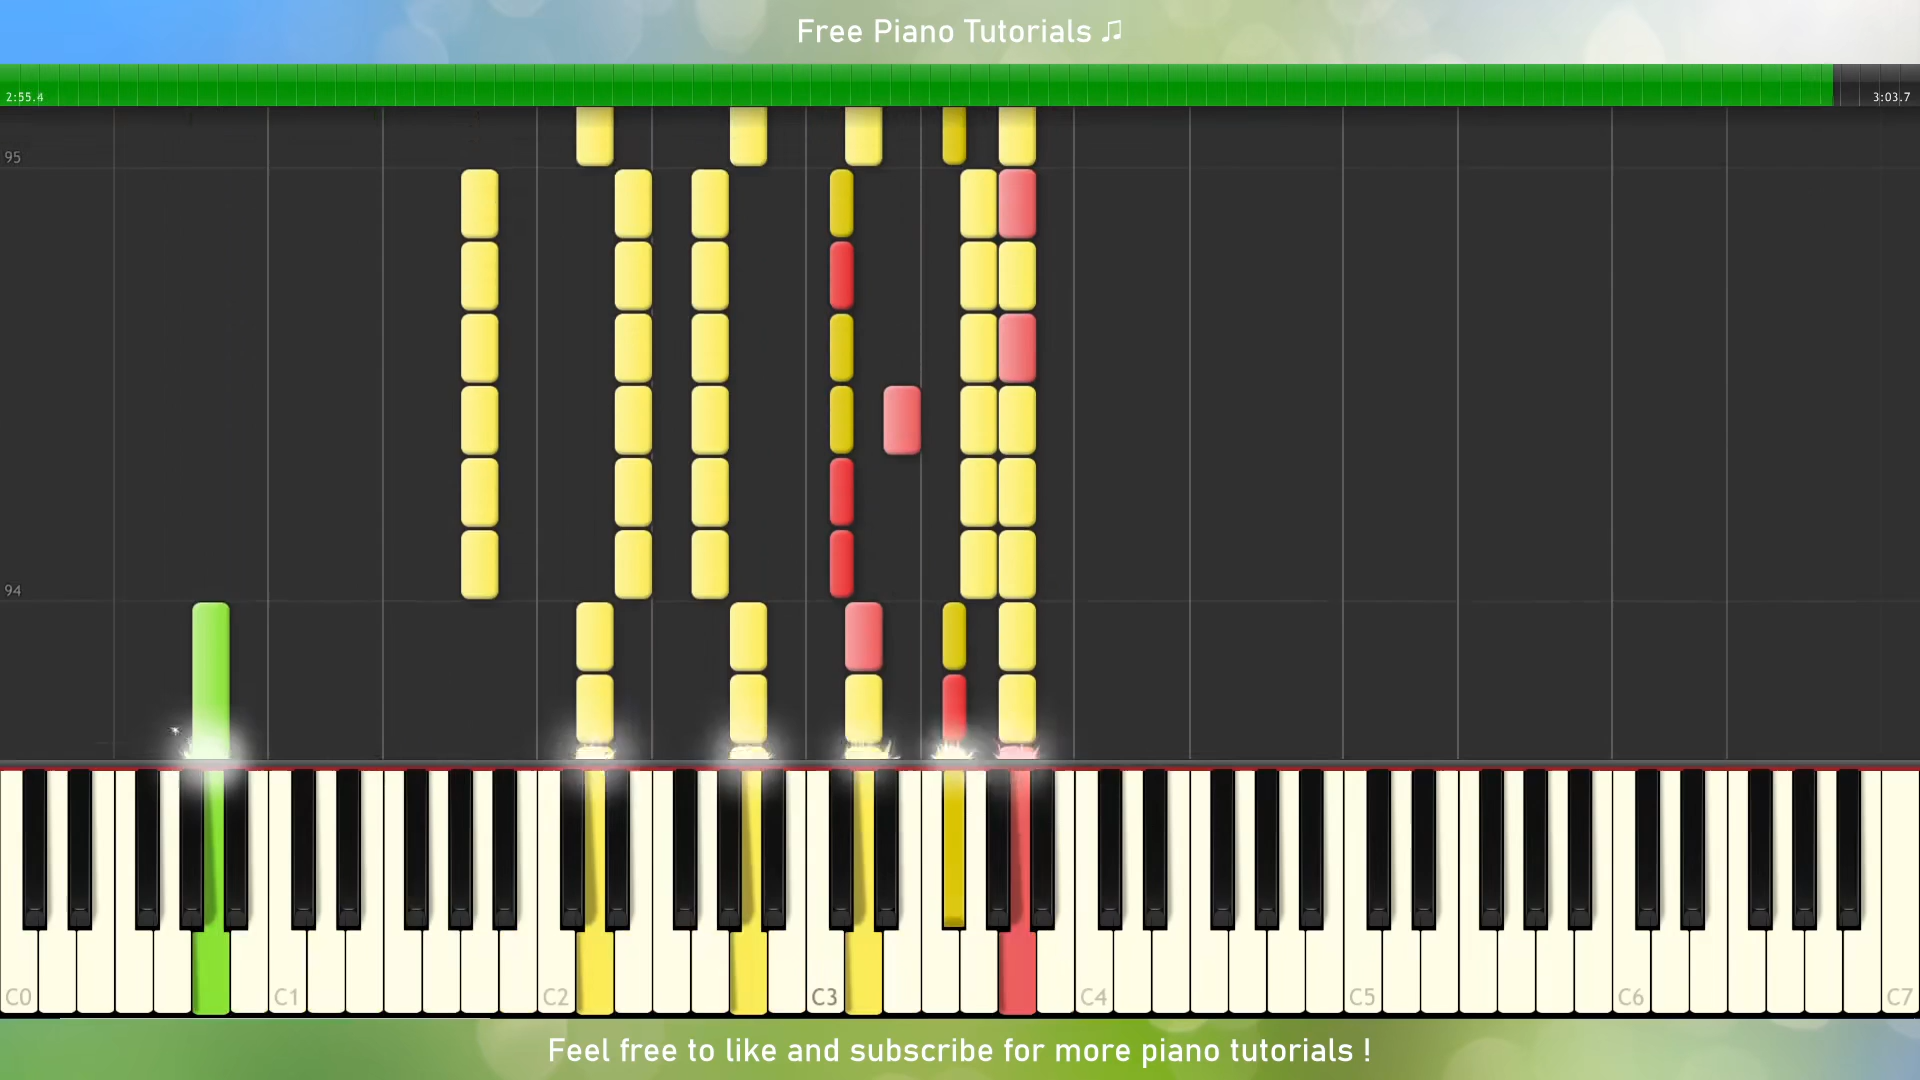 Free Piano Tutorials ♫
2:55.4
3:03.7
95
94
C0 C1 C2 C3 C4 C5 C6 C7
Feel free to like and subscribe for more piano tutorials !